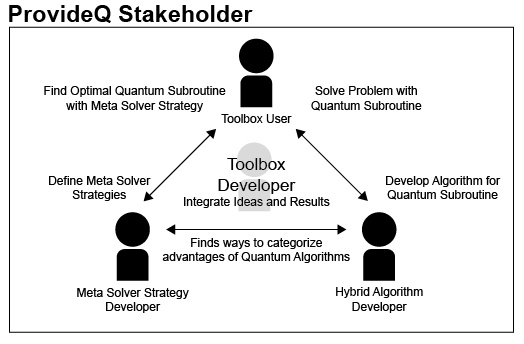 ProvideQ Stakeholder
Find Optimal Quantum Subroutine
with Meta Solver Strategy
Solve Problem with
Quantum Subroutine
Toolbox User
Toolbox
Developer
Integrate Ideas and Results
Define Meta Solver
Strategies
Develop Algorithm for
Quantum Subroutine
Finds ways to categorize
advantages of Quantum Algorithms
Meta Solver Strategy
Developer
Hybrid Algorithm
Developer